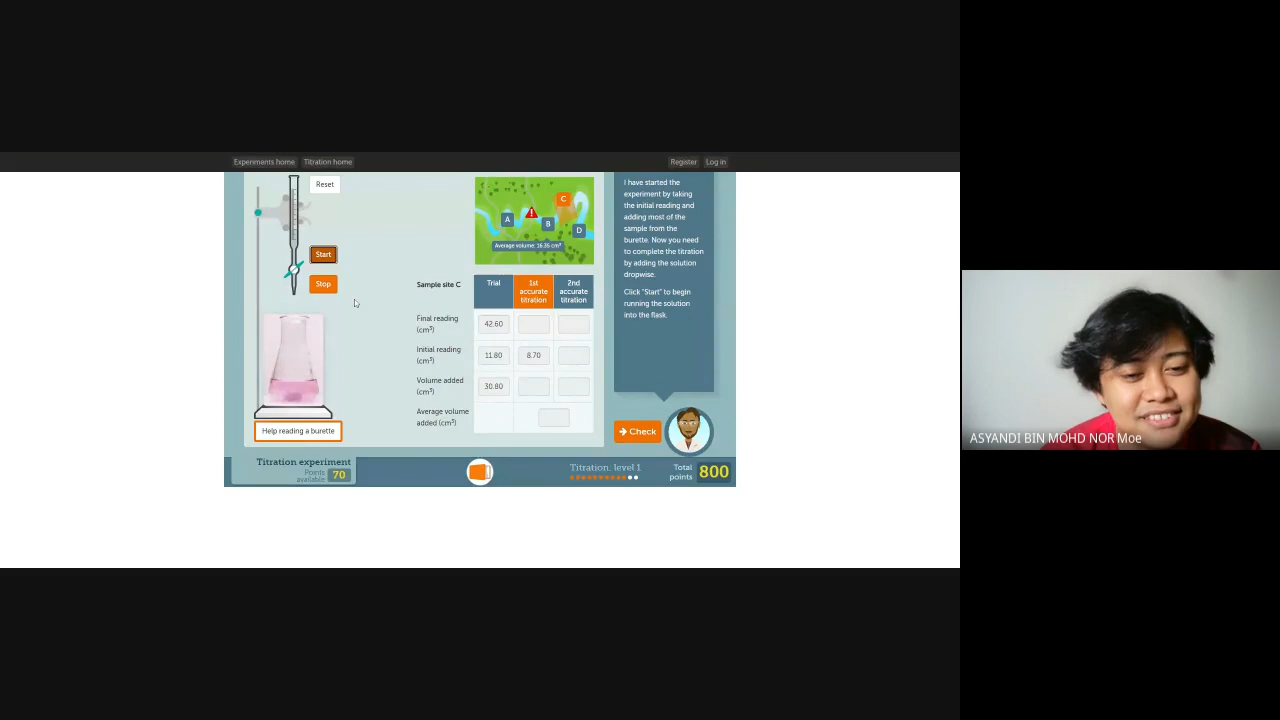 Experiments home
Titration home
Register
Log in
Reset
Start
Stop
Help reading a burette
A
B
C
D
Average volume: 16.35 cm³
Sample site C
Trial
1st
accurate
titration
2nd
accurate
titration
Final reading
(cm³)
42.60
Initial reading
(cm³)
11.80
8.70
Volume added
(cm³)
30.80
Average volume
added (cm³)
I have started the
experiment by taking
the initial reading and
adding most of the
sample from the
burette. Now you need
to complete the titration
by adding the solution
dropwise.
Click "Start" to begin
running the solution
into the flask.
Check
Titration experiment
Points
available
70
Titration, level 1
Total
points
800
ASYANDI BIN MOHD NOR Moe